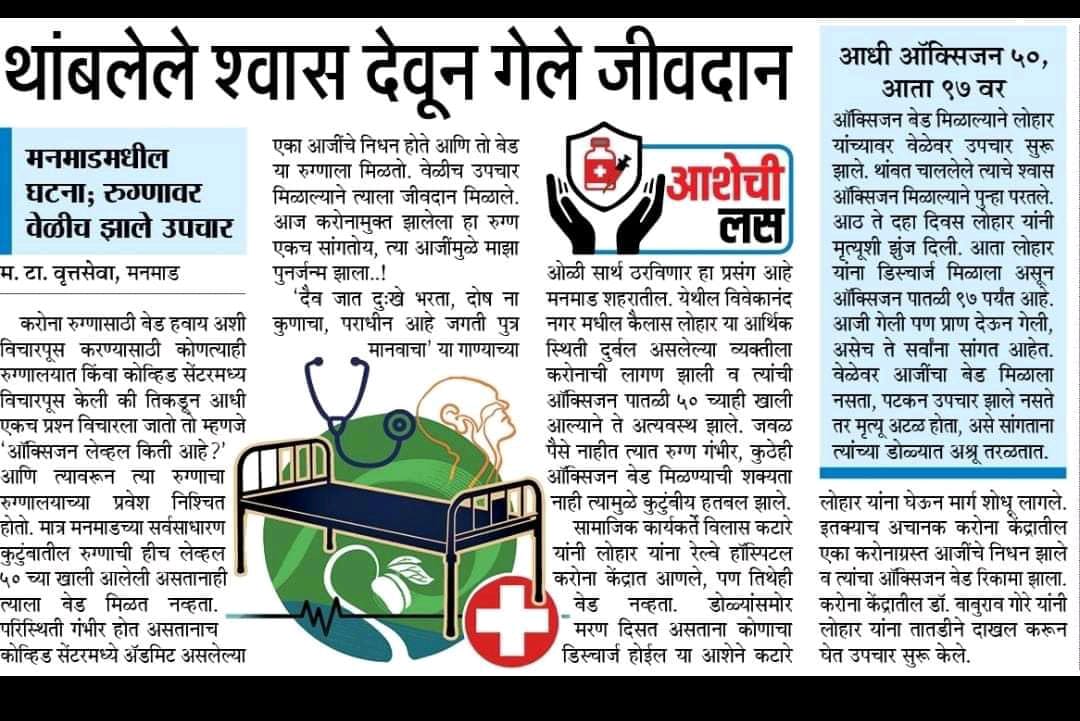 थांबलेले श्वास देवून गेले जीवदान
मनमाडमधील
घटना; रुग्णावर
वेळीच झाले उपचार
म. टा. वृत्तसेवा, मनमाड
करोना रुग्णासाठी बेड हवाय अशी
विचारपूस करण्यासाठी कोणत्याही
रुग्णालयात किंवा कोव्हिड सेंटरमध्य
विचारपूस केली की तिकडून आधी
एकच प्रश्न विचारला जातो तो म्हणजे
‘ऑक्सिजन लेव्हल किती आहे?’
आणि त्यावरून त्या रुग्णाचा
रुग्णालयाच्या प्रवेश निश्चित
होतो. मात्र मनमाडच्या सर्वसाधारण
कुटुंबातील रुग्णाची हीच लेव्हल
५० च्या खाली आलेली असतानाही
त्याला बेड मिळत नव्हता.
परिस्थिती गंभीर होत असतानाच
कोव्हिड सेंटरमध्ये ॲडमिट असलेल्या
एका आजींचे निधन होते आणि तो बेड
या रुग्णाला मिळतो. वेळीच उपचार
मिळाल्याने त्याला जीवदान मिळाले.
आज करोनामुक्त झालेला हा रुग्ण
एकच सांगतोय, त्या आजींमुळे माझा
पुनर्जन्म झाला..!
‘दैव जात दुःखे भरता, दोष ना
कुणाचा, पराधीन आहे जगती पुत्र
मानवाचा’ या गाण्याच्या
आशेची
लस
ओळी सार्थ ठरविणार हा प्रसंग आहे
मनमाड शहरातील. येथील विवेकानंद
नगर मधील कैलास लोहार या आर्थिक
स्थिती दुर्वल असलेल्या व्यक्तीला
करोनाची लागण झाली व त्यांची
ऑक्सिजन पातळी ५० च्याही खाली
आल्याने ते अत्यवस्थ झाले. जवळ
पैसे नाहीत त्यात रुग्ण गंभीर, कुठेही
ऑक्सिजन बेड मिळण्याची शक्यता
नाही त्यामुळे कुटुंबीय हतवल झाले.
सामाजिक कार्यकर्ते विलास कटारे
यांनी लोहार यांना रेल्वे हॉस्पिटल
करोना केंद्रात आणले, पण तिथेही
बेड नव्हता. डोळ्यांसमोर
मरण दिसत असताना कोणाचा
डिस्चार्ज होईल या आशेने कटारे
आधी ऑक्सिजन ५०,
आता ९७ वर
ऑक्सिजन बेड मिळाल्याने लोहार
यांच्यावर वेळेवर उपचार सुरू
झाले. थांबत चाललेले त्याचे श्वास
ऑक्सिजन मिळाल्याने पुन्हा परतले.
आठ ते दहा दिवस लोहार यांनी
मृत्यूशी झुंज दिली. आता लोहार
यांना डिस्चार्ज मिळाला असून
ऑक्सिजन पातळी ९७ पर्यंत आहे.
आजी गेली पण प्राण देऊन गेली,
असेच ते सर्वांना सांगत आहेत.
वेळेवर आजींचा बेड मिळाला
नसता, पटकन उपचार झाले नसते
तर मृत्यू अटळ होता, असे सांगताना
त्यांच्या डोळ्यात अश्रू तरळतात.
लोहार यांना घेऊन मार्ग शोधू लागले.
इतक्याच अचानक करोना केंद्रातील
एका करोनाग्रस्त आजींचे निधन झाले
व त्यांचा ऑक्सिजन बेड रिकामा झाला.
करोना केंद्रातील डॉ. बाबुराव गोरे यांनी
लोहार यांना तातडीने दाखल करून
घेत उपचार सुरू केले.